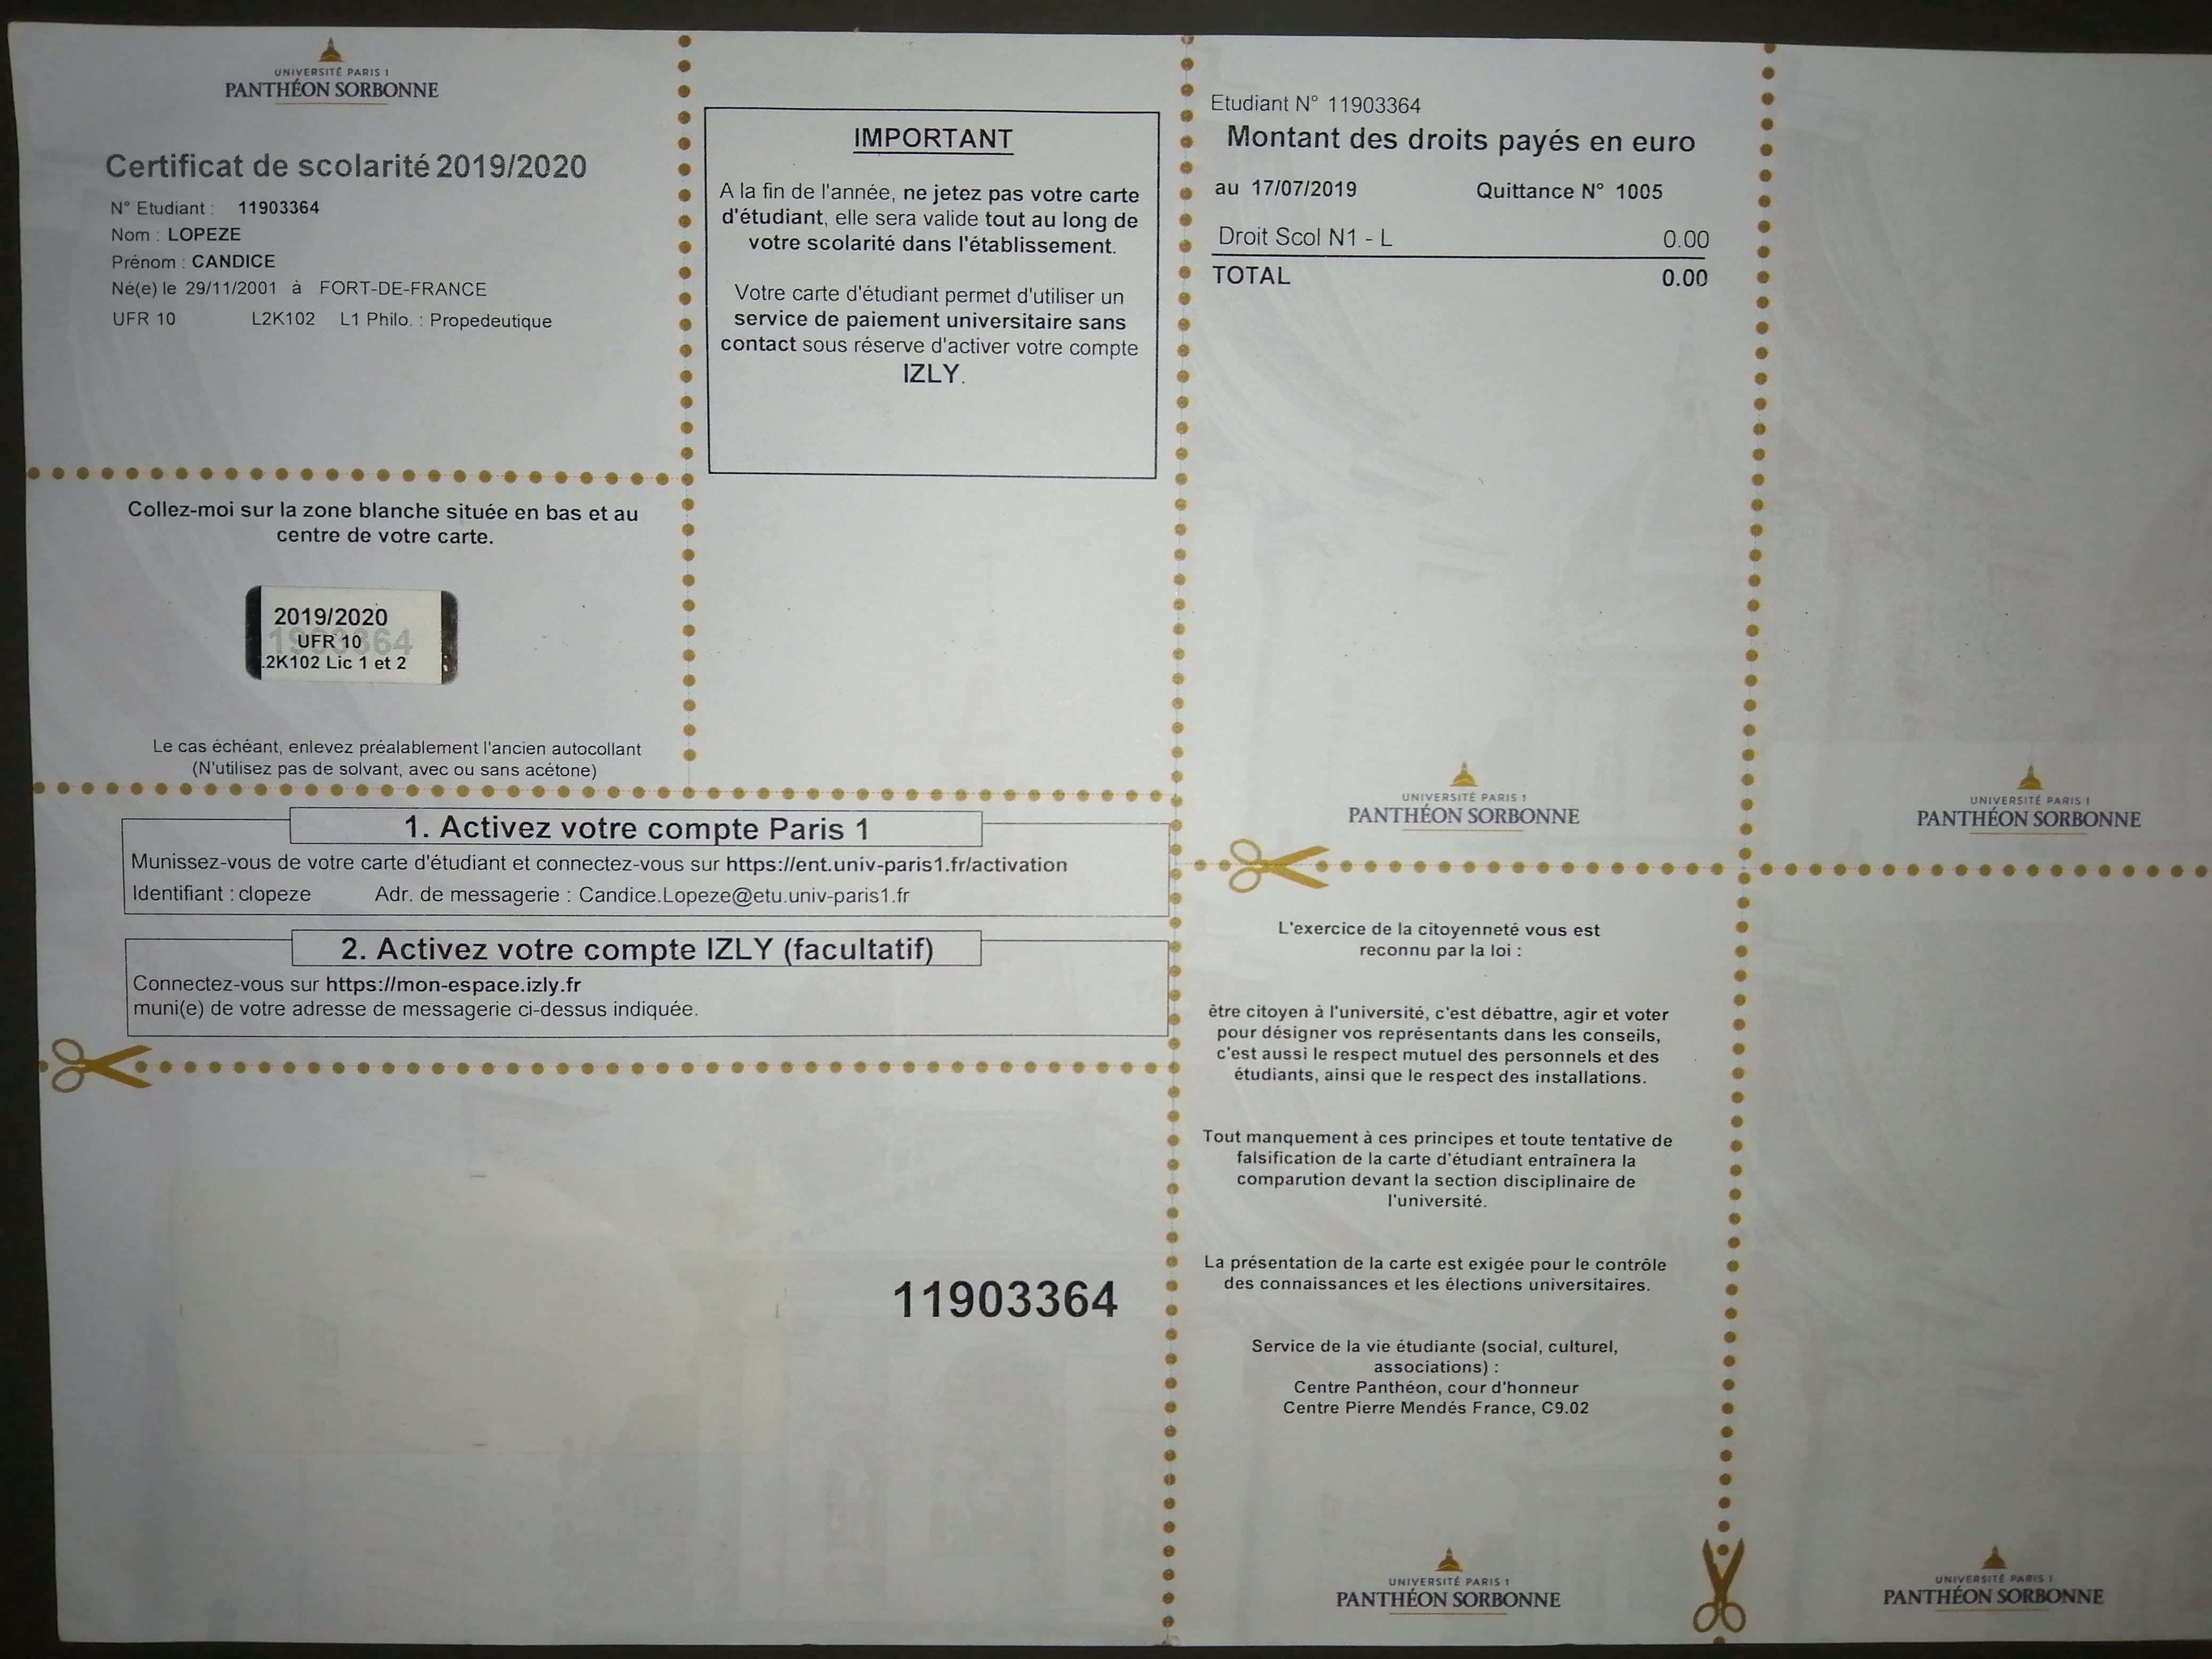 UNIVERSITÉ PARIS 1
PANTHÉON SORBONNE
Certificat de scolarité 2019/2020
N° Etudiant : 11903364
Nom : LOPEZE
Prénom : CANDICE
Né(e) le 29/11/2001 à FORT-DE-FRANCE
UFR 10 L2K102 L1 Philo. : Propedeutique
IMPORTANT
A la fin de l'année, ne jetez pas votre carte
d'étudiant, elle sera valide tout au long de
votre scolarité dans l'établissement.
Votre carte d'étudiant permet d'utiliser un
service de paiement universitaire sans
contact sous réserve d'activer votre compte
IZLY.
Etudiant N° 11903364
Montant des droits payés en euro
au 17/07/2019 Quittance N° 1005
Droit Scol N1 - L 0.00
TOTAL 0.00
Collez-moi sur la zone blanche située en bas et au
centre de votre carte.
2019/2020
UFR 10
.2K102 Lic 1 et 2
Le cas échéant, enlevez préalablement l'ancien autocollant
(N'utilisez pas de solvant, avec ou sans acétone)
UNIVERSITÉ PARIS 1
PANTHÉON SORBONNE
UNIVERSITÉ PARIS 1
PANTHÉON SORBONNE
1. Activez votre compte Paris 1
Munissez-vous de votre carte d'étudiant et connectez-vous sur https://ent.univ-paris1.fr/activation
Identifiant : clopeze Adr. de messagerie : Candice.Lopeze@etu.univ-paris1.fr
2. Activez votre compte IZLY (facultatif)
Connectez-vous sur https://mon-espace.izly.fr
muni(e) de votre adresse de messagerie ci-dessus indiquée.
11903364
L'exercice de la citoyenneté vous est
reconnu par la loi :
être citoyen à l'université, c'est débattre, agir et voter
pour désigner vos représentants dans les conseils,
c'est aussi le respect mutuel des personnels et des
étudiants, ainsi que le respect des installations.
Tout manquement à ces principes et toute tentative de
falsification de la carte d'étudiant entraînera la
comparution devant la section disciplinaire de
l'université.
La présentation de la carte est exigée pour le contrôle
des connaissances et les élections universitaires.
Service de la vie étudiante (social, culturel,
associations) :
Centre Panthéon, cour d'honneur
Centre Pierre Mendés France, C9.02
UNIVERSITÉ PARIS 1
PANTHÉON SORBONNE
UNIVERSITÉ PARIS 1
PANTHÉON SORBONNE